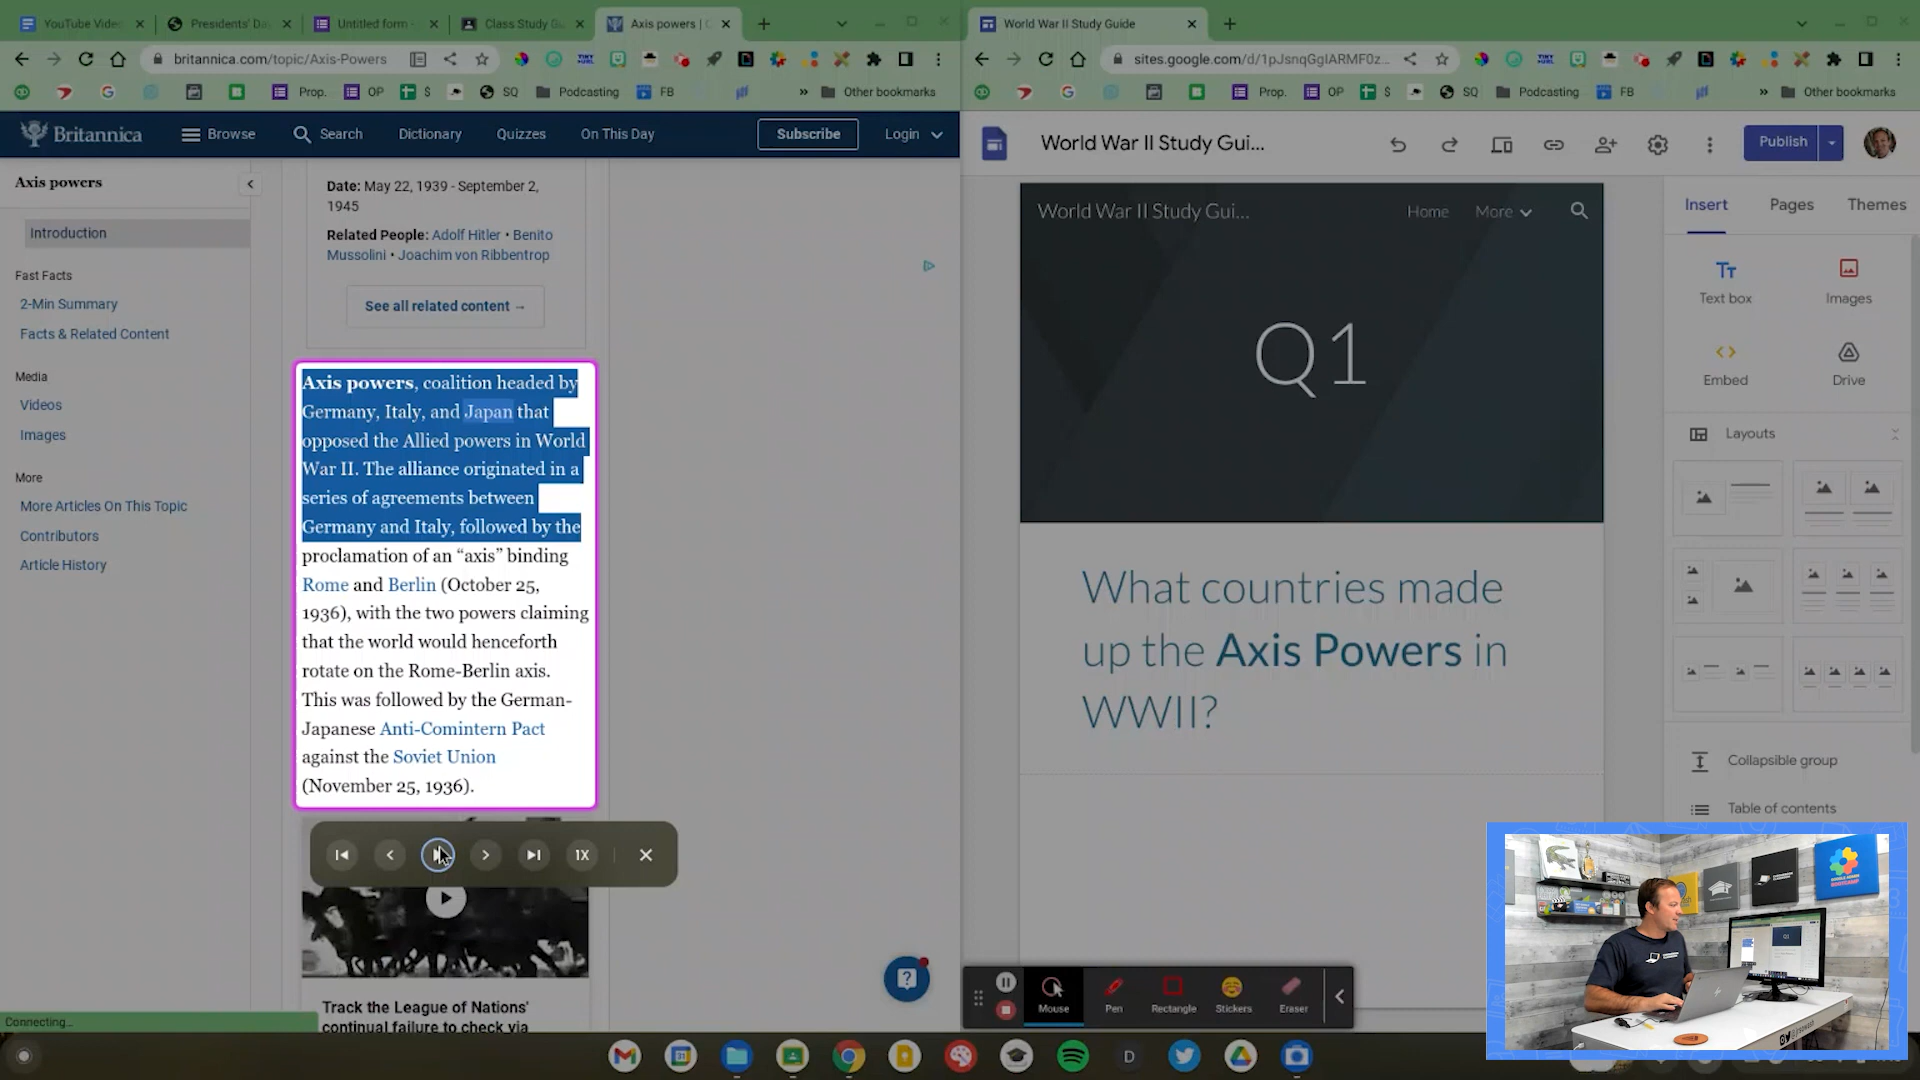 YouTube Vide
Presidents' Da
Untitled form -
Class Study Gu
Axis powers | C
World War II Study Guide
britannica.com/topic/Axis-Powers
sites.google.com/d/1pJsnqGgIARMF0z...
Prop.
OP
$
SQ
Podcasting
FB
»
Other bookmarks
Prop.
OP
$
SQ
Podcasting
FB
»
Other bookmarks
Britannica
Browse
Search
Dictionary
Quizzes
On This Day
Subscribe
Login
World War II Study Gui...
Publish
Axis powers
Introduction
Fast Facts
2-Min Summary
Facts & Related Content
Media
Videos
Images
More
More Articles On This Topic
Contributors
Article History
Date: May 22, 1939 - September 2,
1945
Related People: Adolf Hitler • Benito
Mussolini • Joachim von Ribbentrop
See all related content →
Axis powers, coalition headed by
Germany, Italy, and Japan that
opposed the Allied powers in World
War II. The alliance originated in a
series of agreements between
Germany and Italy, followed by the
proclamation of an “axis” binding
Rome and Berlin (October 25,
1936), with the two powers claiming
that the world would henceforth
rotate on the Rome-Berlin axis.
This was followed by the German-
Japanese Anti-Comintern Pact
against the Soviet Union
(November 25, 1936).
1X
Track the League of Nations'
continual failure to check via
Connecting...
World War II Study Gui...
Home
More
Q1
What countries made
up the Axis Powers in
WWII?
Insert
Pages
Themes
Text box
Images
Embed
Drive
Layouts
Collapsible group
Table of contents
Mouse
Pen
Rectangle
Stickers
Eraser
D